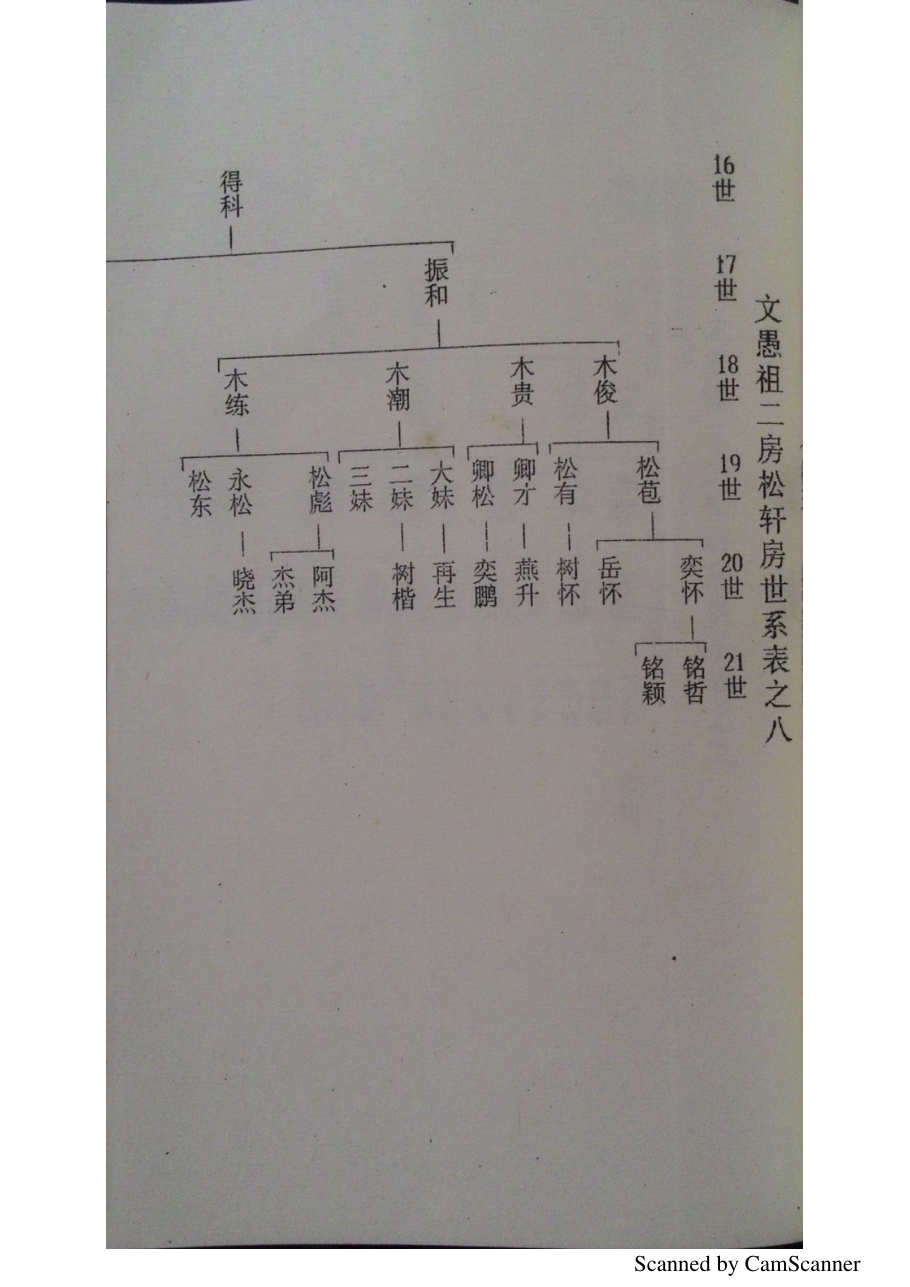 文愚祖二房松轩房世系表之八
16世
17世
18世
19世
20世
21世
得科
振和
木俊
木贵
木潮
木练
松苞
松有
卿才
卿松
大妹
二妹
三妹
松彪
永松
松东
奕怀
岳怀
树怀
燕升
奕鹏
再生
树楷
阿杰
杰弟
晓杰
铭哲
铭颖
Scanned by CamScanner